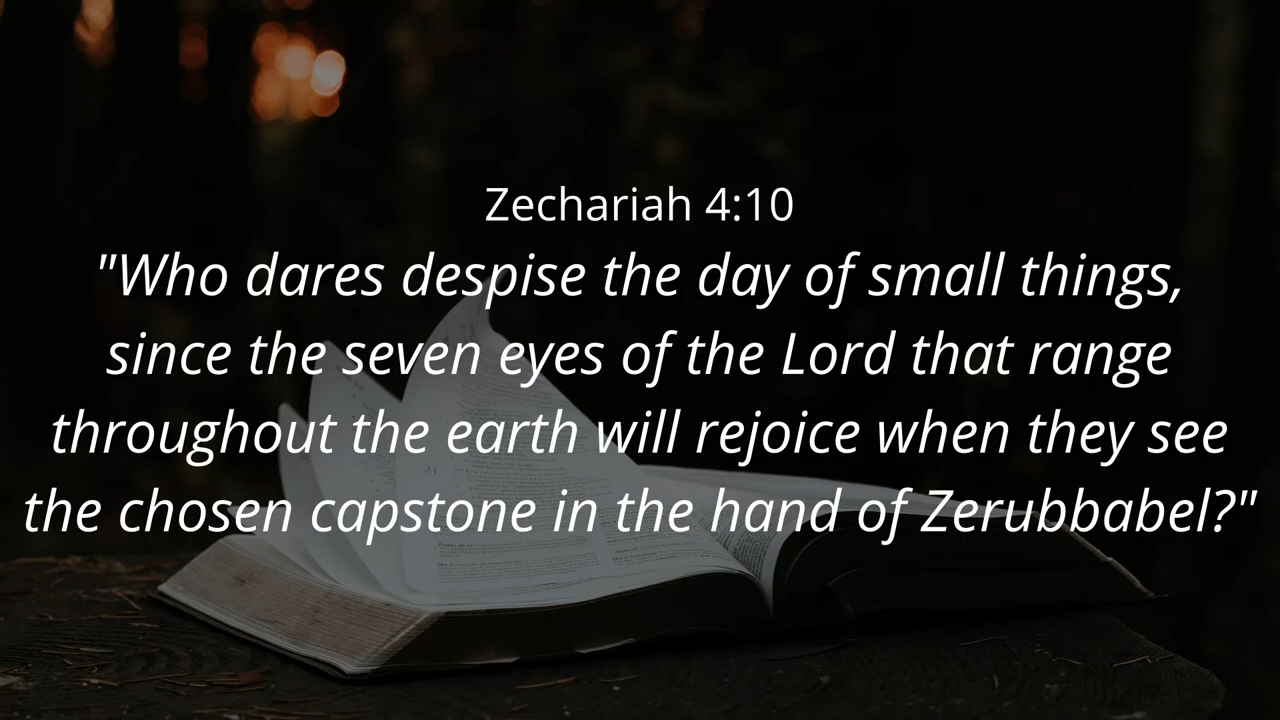 Zechariah 4:10
"Who dares despise the day of small things,
since the seven eyes of the Lord that range
throughout the earth will rejoice when they see
the chosen capstone in the hand of Zerubbabel?"